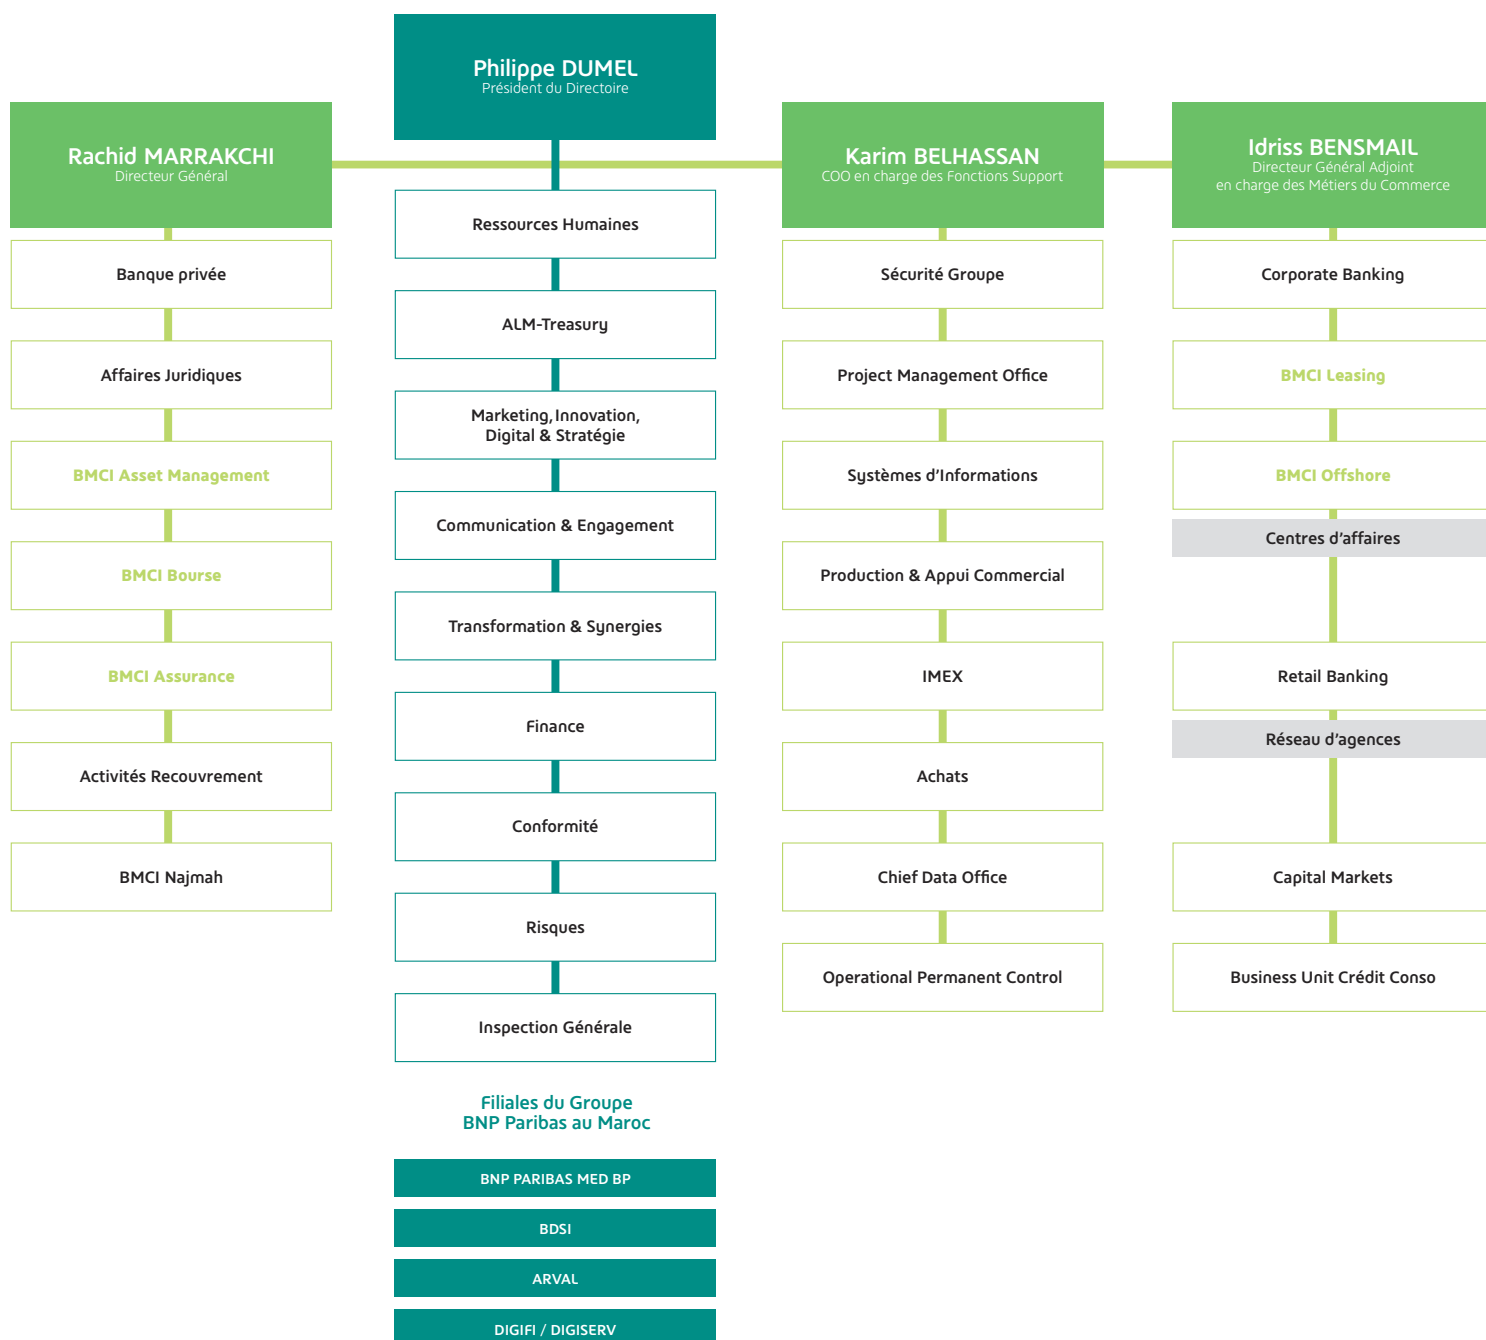 Philippe DUMEL
Président du Directoire
Rachid MARRAKCHI
Directeur Général
Karim BELHASSAN
COO en charge des Fonctions Support
Idriss BENSMAIL
Directeur Général Adjoint
en charge des Métiers du Commerce
Banque privée
Affaires Juridiques
BMCI Asset Management
BMCI Bourse
BMCI Assurance
Activités Recouvrement
BMCI Najmah
Ressources Humaines
ALM-Treasury
Marketing, Innovation,
Digital & Stratégie
Communication & Engagement
Transformation & Synergies
Finance
Conformité
Risques
Inspection Générale
Filiales du Groupe
BNP Paribas au Maroc
BNP PARIBAS MED BP
BDSI
ARVAL
DIGIFI / DIGISERV
Sécurité Groupe
Project Management Office
Systèmes d'Informations
Production & Appui Commercial
IMEX
Achats
Chief Data Office
Operational Permanent Control
Corporate Banking
BMCI Leasing
BMCI Offshore
Centres d'affaires
Retail Banking
Réseau d'agences
Capital Markets
Business Unit Crédit Conso